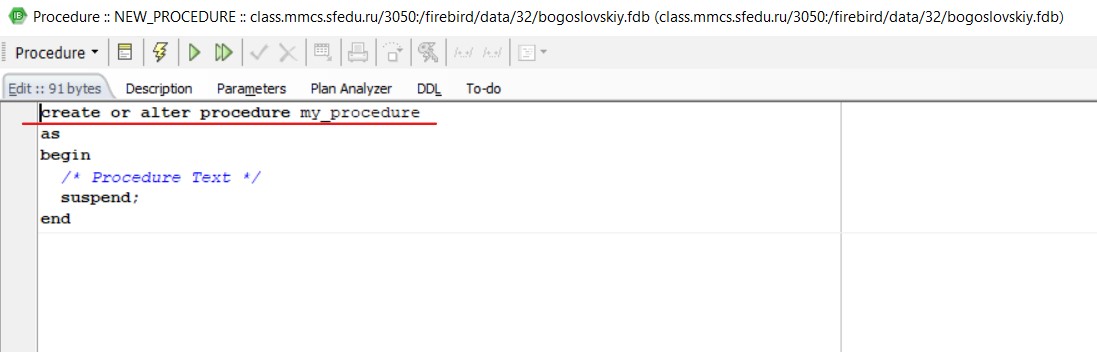 Procedure :: NEW_PROCEDURE :: class.mmcs.sfedu.ru/3050:/firebird/data/32/bogoslovskiy.fdb (class.mmcs.sfedu.ru/3050:/firebird/data/32/bogoslovskiy.fdb)
Procedure
Edit :: 91 bytes Description Parameters Plan Analyzer DDL To-do
create or alter procedure my_procedure
as
begin
/* Procedure Text */
suspend;
end